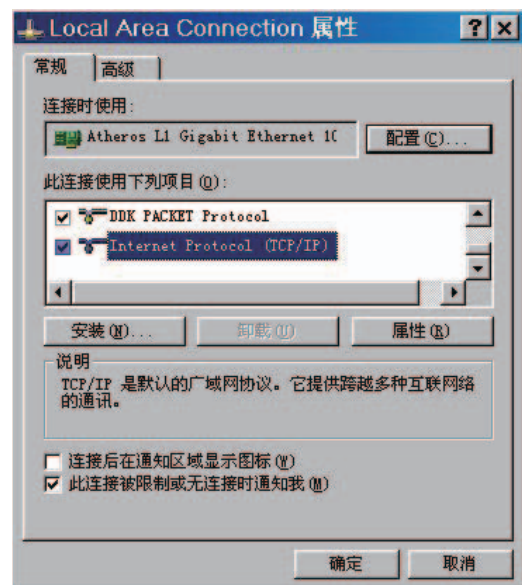 Local Area Connection 属性
常规
高级
连接时使用:
Atheros L1 Gigabit Ethernet 10
配置(C)...
此连接使用下列项目(O):
DDK PACKET Protocol
Internet Protocol (TCP/IP)
安装(N)...
卸载(U)
属性(R)
说明
TCP/IP 是默认的广域网协议。它提供跨越多种互联网络
的通讯。
连接后在通知区域显示图标(W)
此连接被限制或无连接时通知我(M)
确定
取消